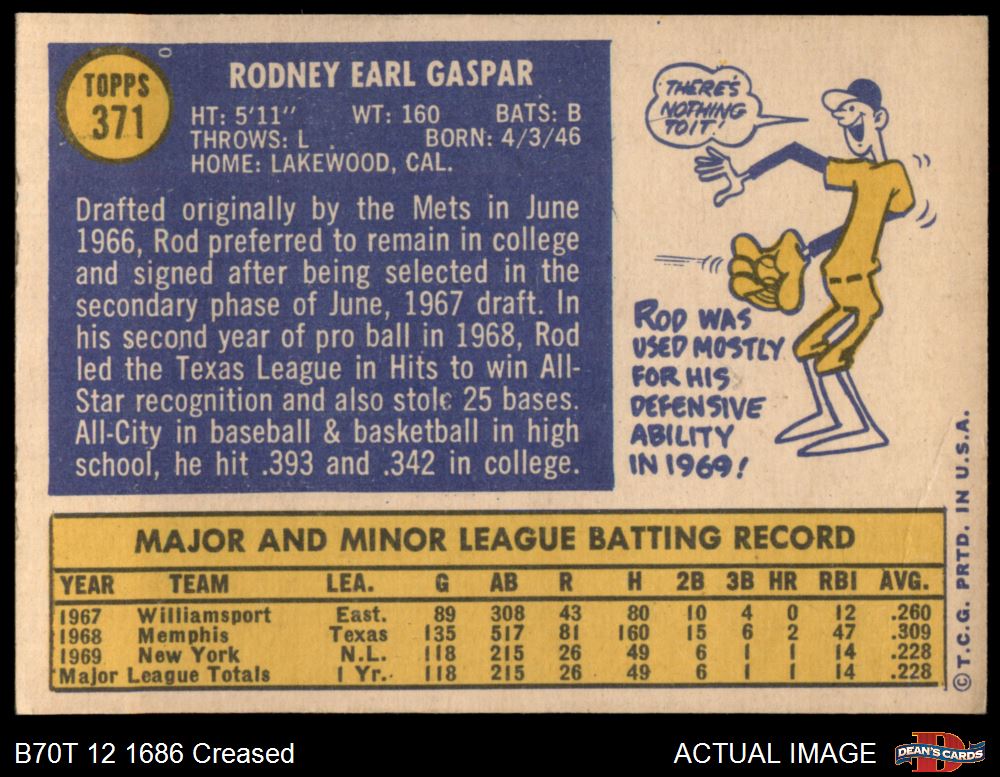 TOPPS
371
0
RODNEY EARL GASPAR
HT: 5'11" WT: 160 BATS: B
THROWS: L BORN: 4/3/46
HOME: LAKEWOOD, CAL.
Drafted originally by the Mets in June
1966, Rod preferred to remain in college
and signed after being selected in the
secondary phase of June, 1967 draft. In
his second year of pro ball in 1968, Rod
led the Texas League in Hits to win All-
Star recognition and also stole 25 bases.
All-City in baseball & basketball in high
school, he hit .393 and .342 in college.
THERE'S
NOTHING
TO IT!
ROD WAS
USED MOSTLY
FOR HIS
DEFENSIVE
ABILITY
IN 1969!
MAJOR AND MINOR LEAGUE BATTING RECORD
YEAR TEAM LEA. G AB R H 2B 3B HR RBI AVG.
1967 Williamsport East. 89 308 43 80 10 4 0 12 .260
1968 Memphis Texas 135 517 81 160 15 6 2 47 .309
1969 New York N.L. 118 215 26 49 6 1 1 14 .228
Major League Totals 1 Yr. 118 215 26 49 6 1 1 14 .228
© T.C.G. PRTD. IN U.S.A.
B70T 12 1686 Creased
ACTUAL IMAGE
DEAN'S CARDS